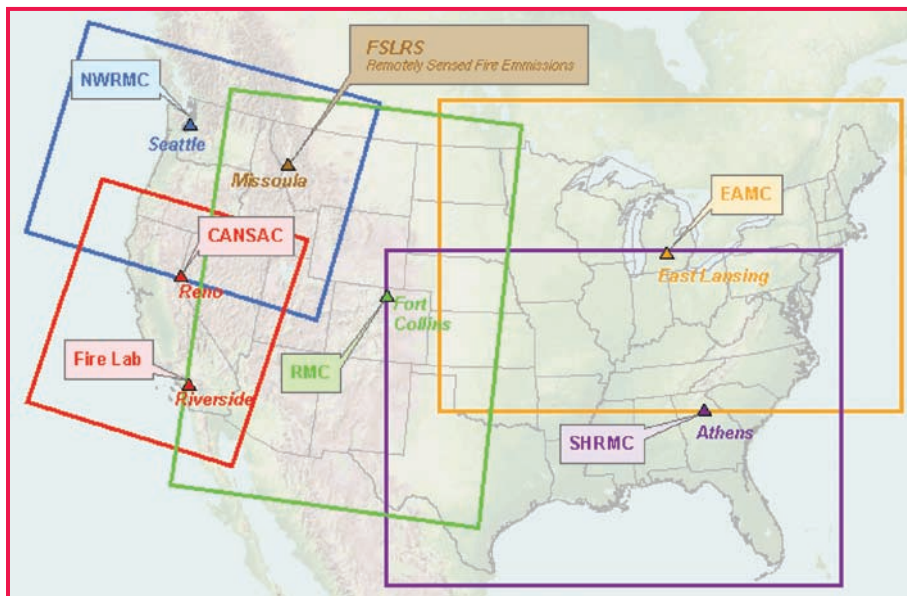 FSLRS
Remotely Sensed Fire Emmissions
NWRMC
Seattle
Missoula
EAMC
CANSAC
East Lansing
Reno
Fort
Collins
Fire Lab
RMC
Riverside
SHRMC
Athens